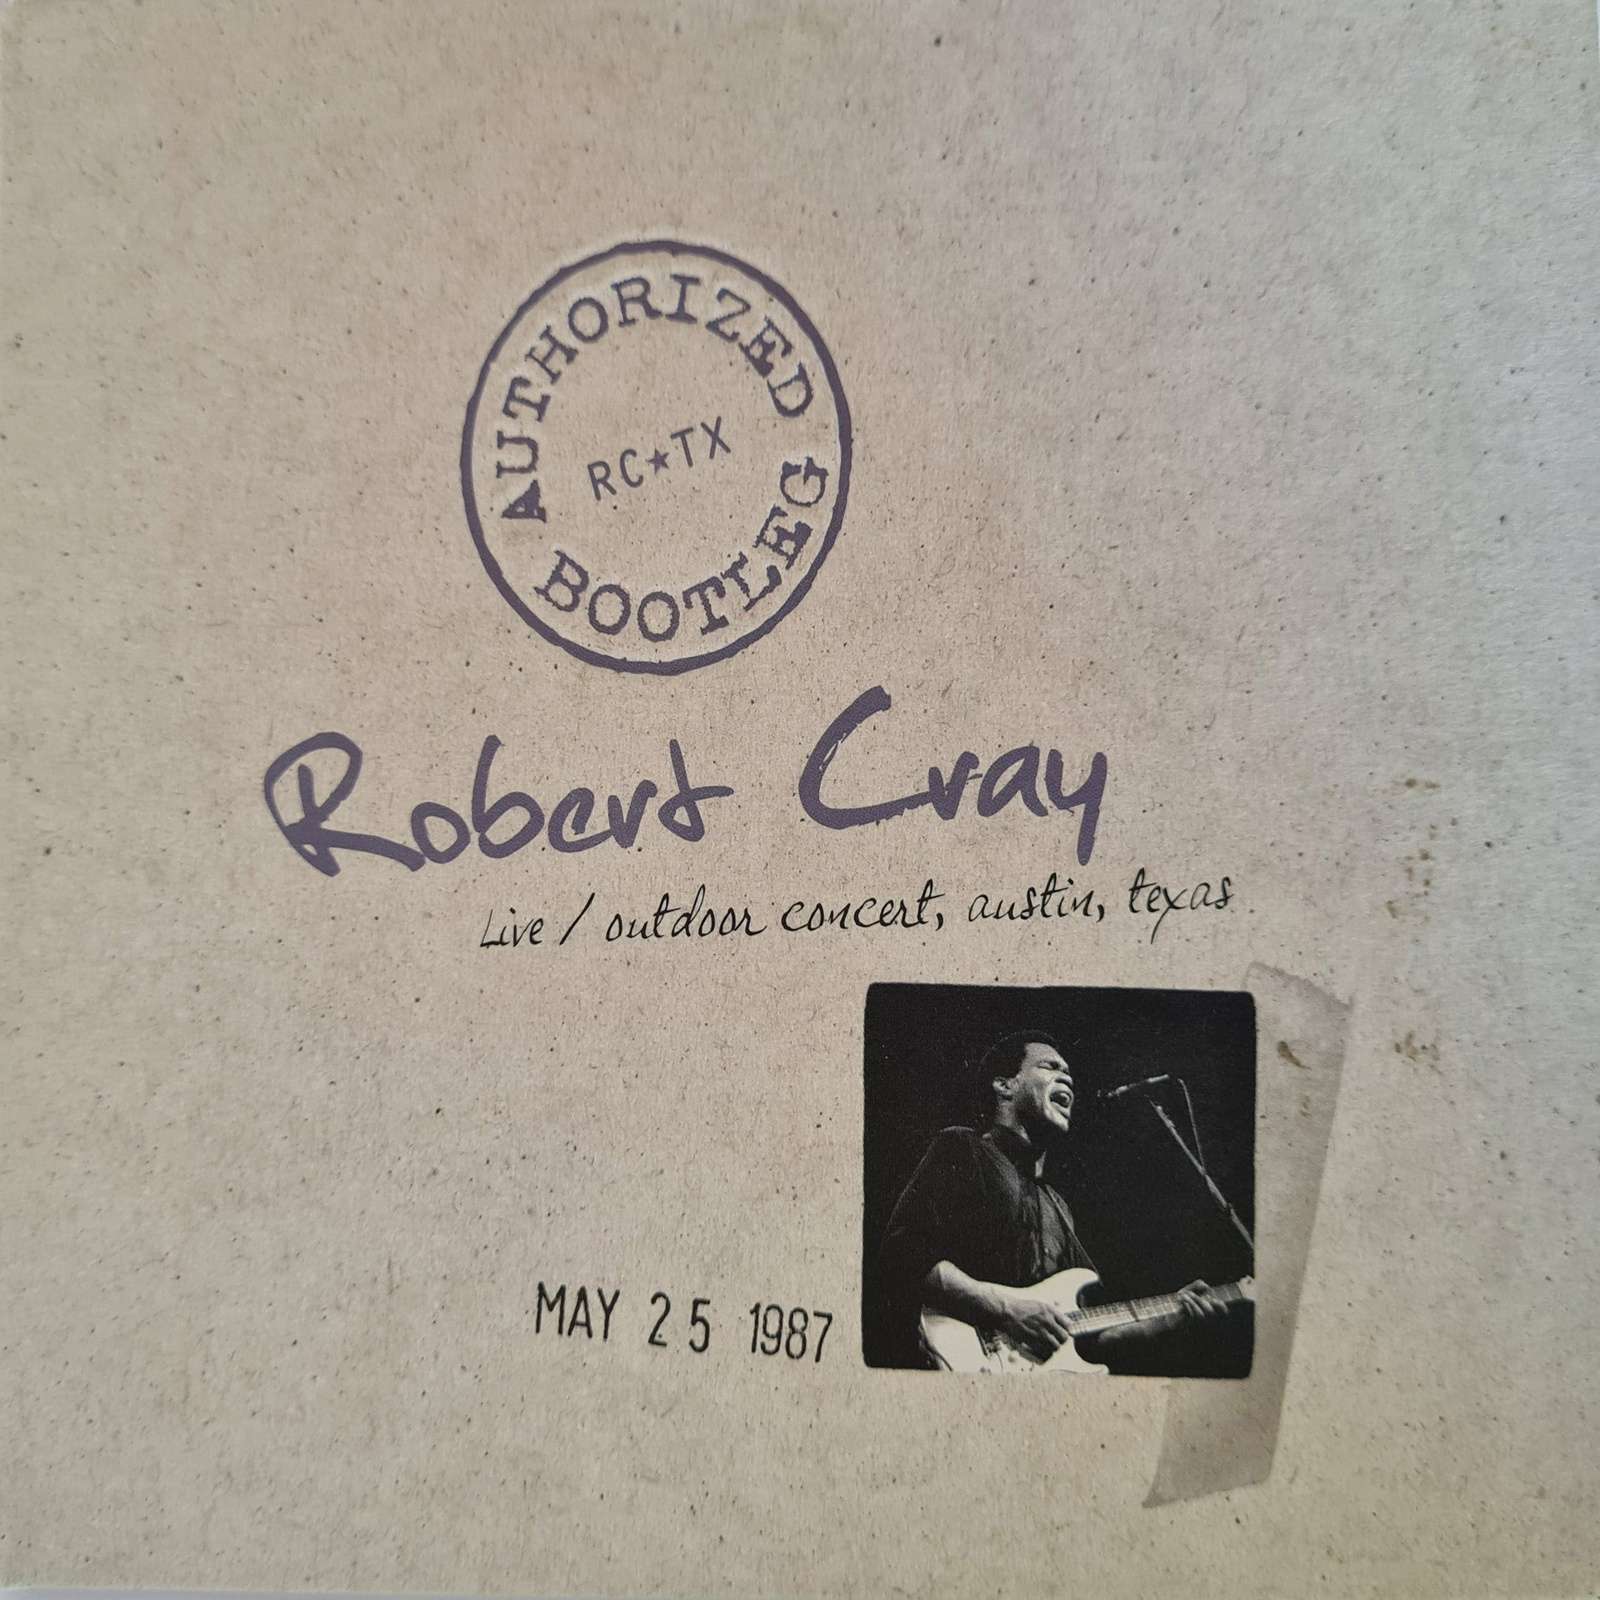 AUTHORIZED
RC★TX
BOOTLEG
Robert Cray
Live / outdoor concert, austin, texas
MAY 25 1987